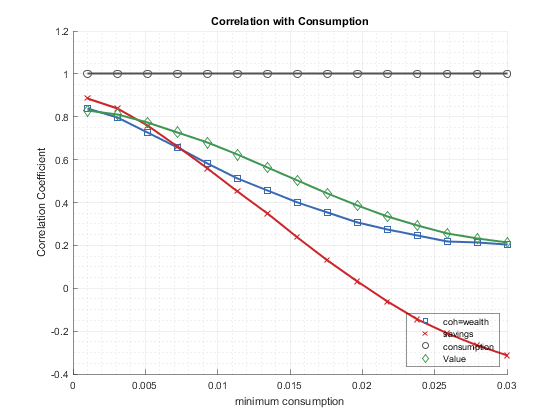 Correlation with Consumption
1.2
1
0.8
0.6
0.4
0.2
0
-0.2
-0.4
Correlation Coefficient
0
0.005
0.01
0.015
0.02
0.025
0.03
minimum consumption
coh=wealth
savings
consumption
Value